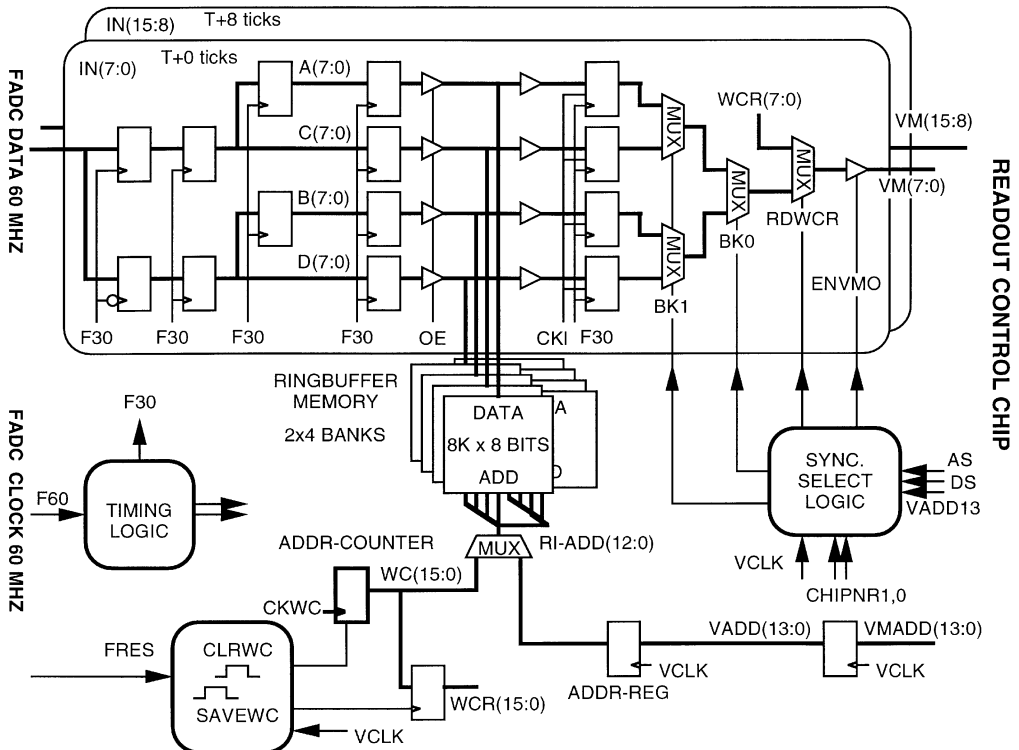 IN(15:8)
T+8 ticks
T+0 ticks
IN(7:0)
A(7:0)
C(7:0)
B(7:0)
D(7:0)
WCR(7:0)
VM(15:8)
VM(7:0)
MUX
MUX
MUX
MUX
RDWCR
BK0
BK1
ENVMO
F30
F30
F30
F30
OE
CKI
F30
FADC DATA 60 MHZ
READOUT CONTROL CHIP
RINGBUFFER
MEMORY
2x4 BANKS
DATA
8K x 8 BITS
ADD
A
D
F30
F60
TIMING
LOGIC
FADC CLOCK 60 MHZ
SYNC.
SELECT
LOGIC
AS
DS
VADD13
VCLK
CHIPNR1,0
ADDR-COUNTER
MUX
RI-ADD(12:0)
WC(15:0)
CKWC
FRES
CLRWC
SAVEWC
VCLK
WCR(15:0)
VADD(13:0)
VMADD(13:0)
VCLK
VCLK
ADDR-REG